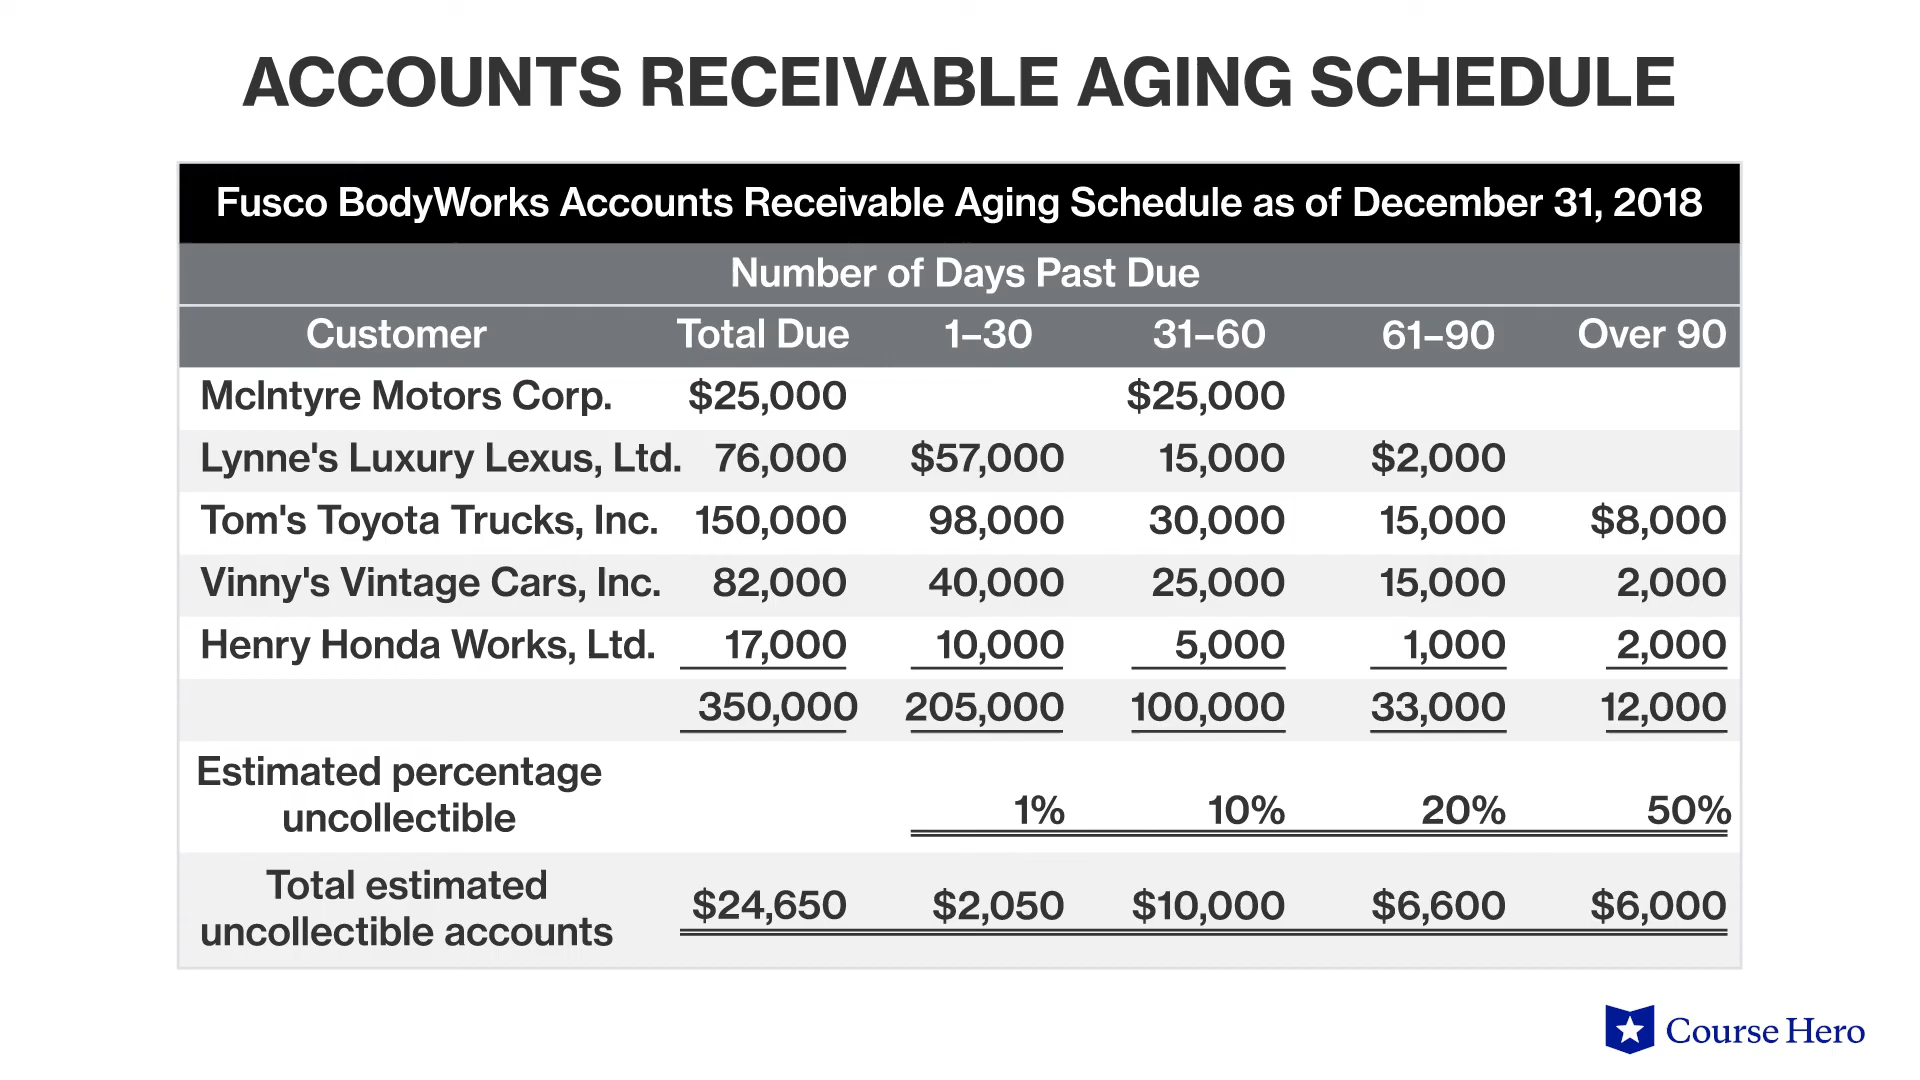 ACCOUNTS RECEIVABLE AGING SCHEDULE
Fusco BodyWorks Accounts Receivable Aging Schedule as of December 31, 2018
Number of Days Past Due
Customer Total Due 1–30 31–60 61–90 Over 90
McIntyre Motors Corp. $25,000 $25,000
Lynne's Luxury Lexus, Ltd. 76,000 $57,000 15,000 $2,000
Tom's Toyota Trucks, Inc. 150,000 98,000 30,000 15,000 $8,000
Vinny's Vintage Cars, Inc. 82,000 40,000 25,000 15,000 2,000
Henry Honda Works, Ltd. 17,000 10,000 5,000 1,000 2,000
350,000 205,000 100,000 33,000 12,000
Estimated percentage
uncollectible 1% 10% 20% 50%
Total estimated
uncollectible accounts $24,650 $2,050 $10,000 $6,600 $6,000
Course Hero